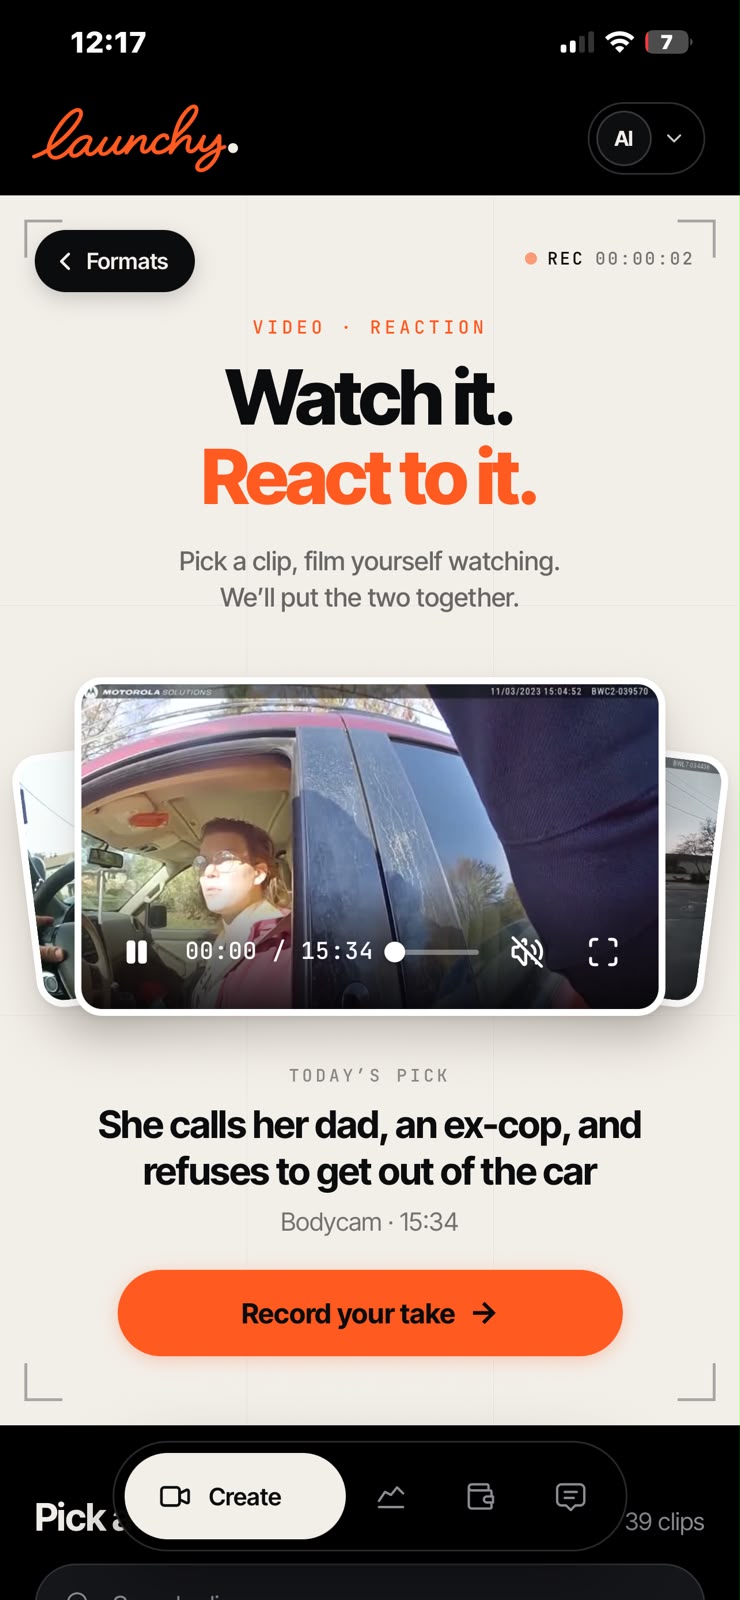 12:17
7
launchy.
AI
Formats
REC 00:00:02
VIDEO · REACTION
Watch it.
React to it.
Pick a clip, film yourself watching.
We’ll put the two together.
MOTOROLA SOLUTIONS
11/03/2023 15:04:52 BWC2-039570
00:00 / 15:34
TODAY’S PICK
She calls her dad, an ex-cop, and
refuses to get out of the car
Bodycam · 15:34
Record your take
Create
Pick
39 clips